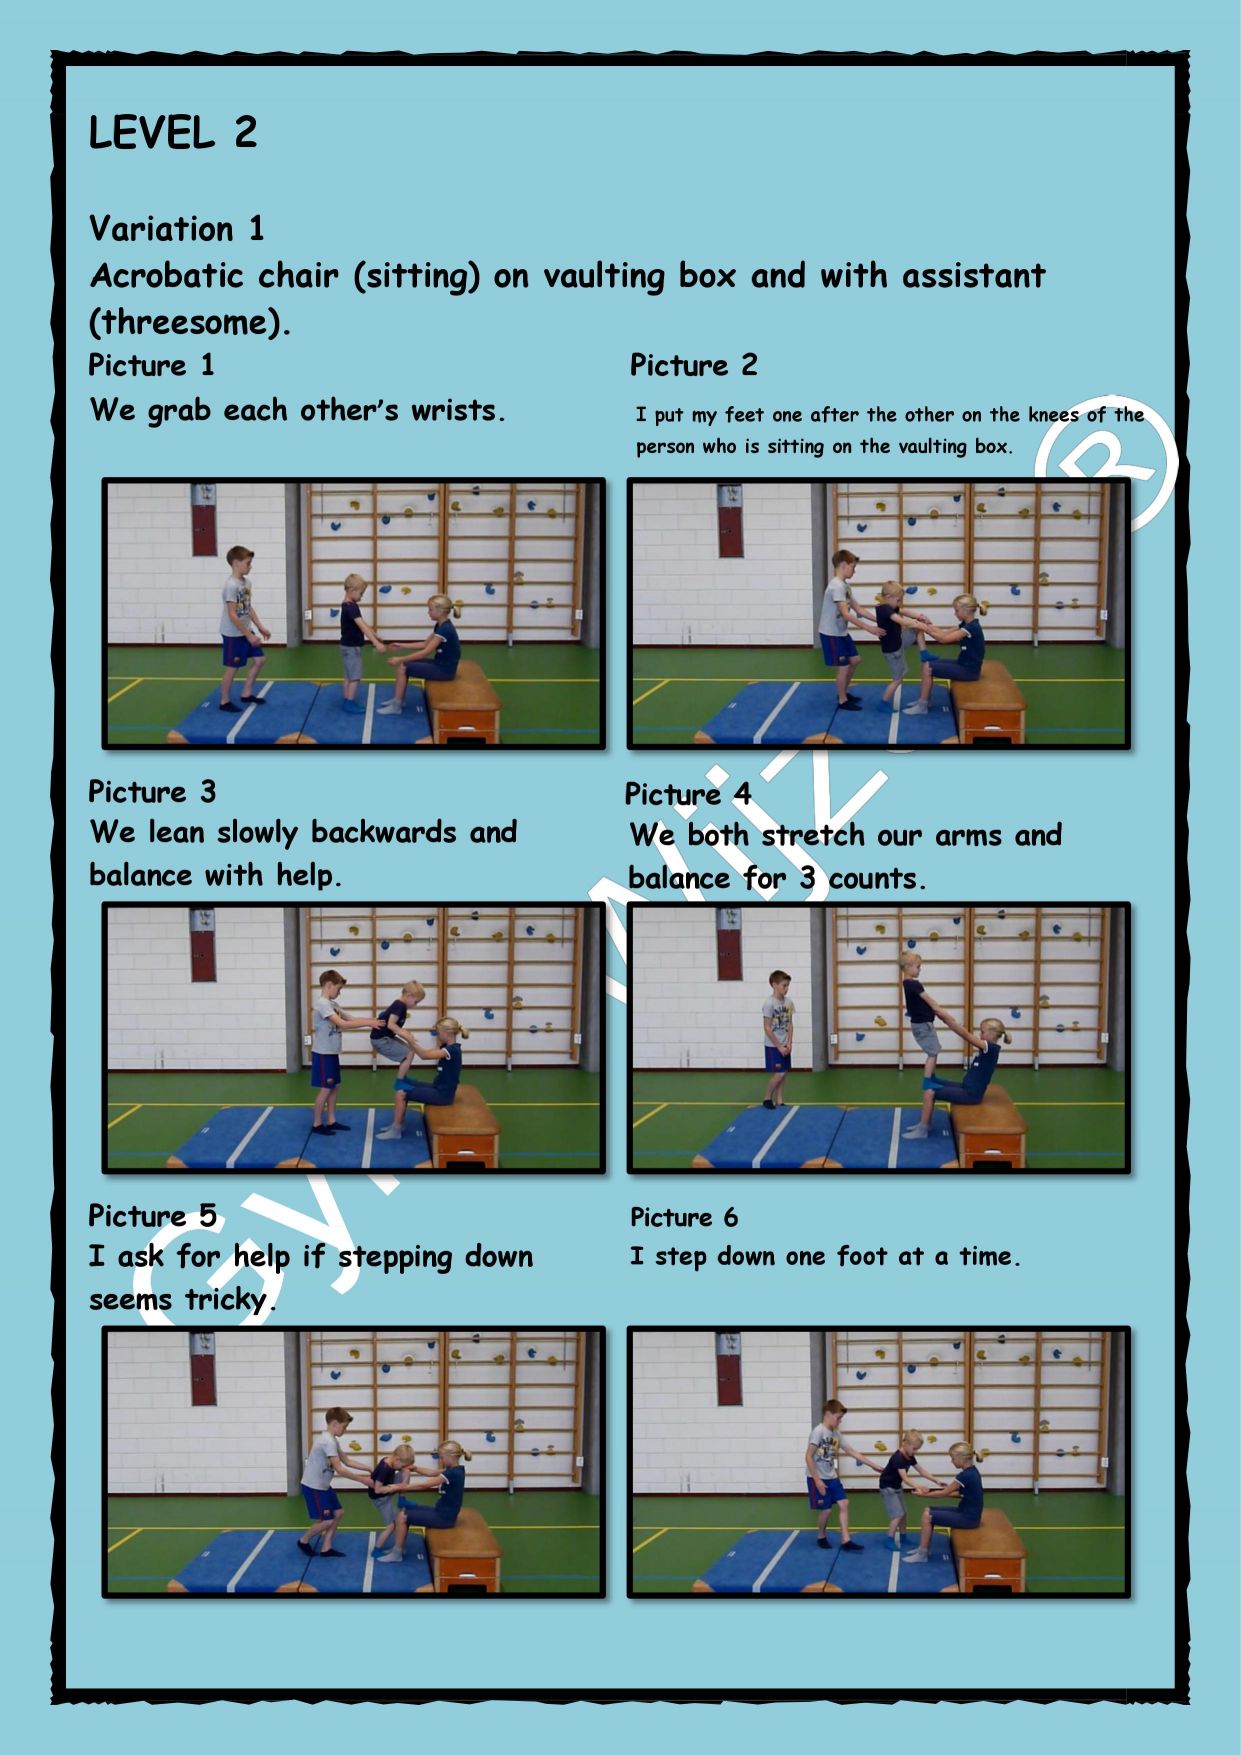 LEVEL 2
Variation 1
Acrobatic chair (sitting) on vaulting box and with assistant
(threesome).
Picture 1
We grab each other's wrists.
Picture 2
I put my feet one after the other on the knees of the
person who is sitting on the vaulting box.
Picture 3
We lean slowly backwards and
balance with help.
Picture 4
We both stretch our arms and
balance for 3 counts.
Picture 5
I ask for help if stepping down
seems tricky.
Picture 6
I step down one foot at a time.